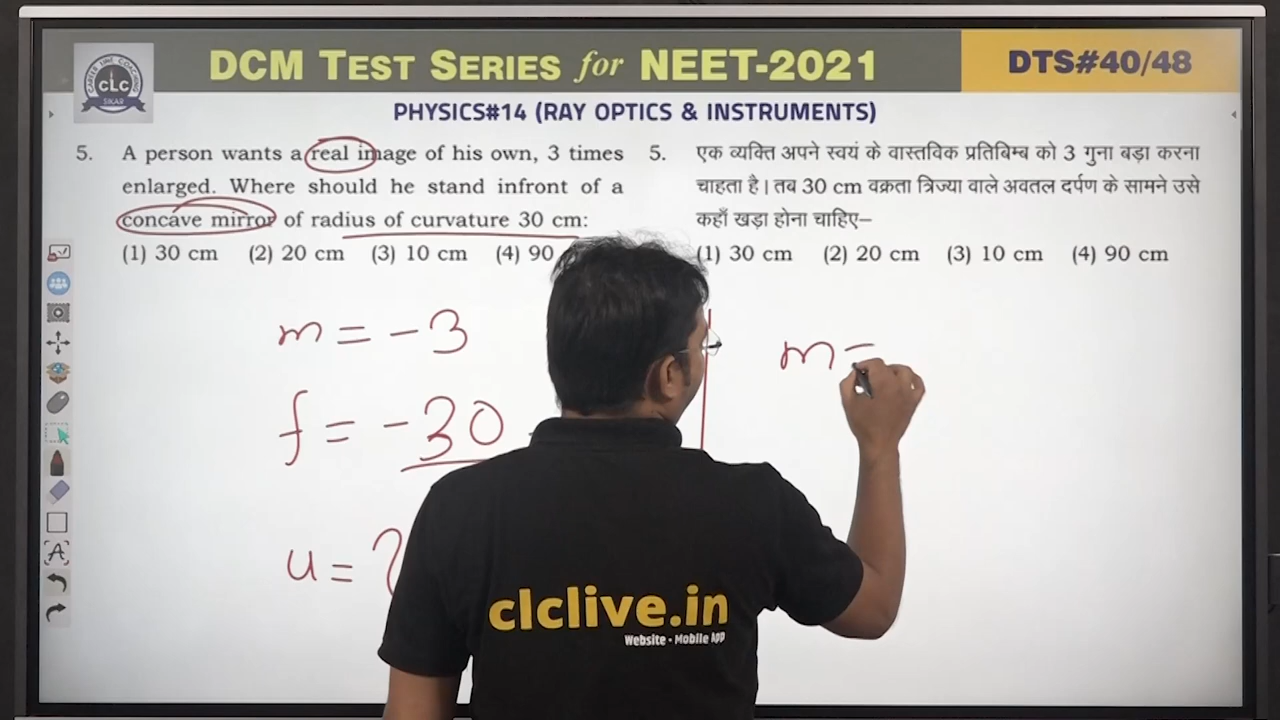 CAREER LINE COACHING
CLC
SIKAR
DCM TEST SERIES for NEET-2021
DTS#40/48
PHYSICS#14 (RAY OPTICS & INSTRUMENTS)
5. A person wants a real image of his own, 3 times
enlarged. Where should he stand infront of a
concave mirror of radius of curvature 30 cm:
(1) 30 cm (2) 20 cm (3) 10 cm (4) 90
5. एक व्यक्ति अपने स्वयं के वास्तविक प्रतिबिम्ब को 3 गुना बड़ा करना
चाहता है। तब 30 cm वक्रता त्रिज्या वाले अवतल दर्पण के सामने उसे
कहाँ खड़ा होना चाहिए–
(1) 30 cm (2) 20 cm (3) 10 cm (4) 90 cm
m = -3
f = -30
u = ?
m =
A
clclive.in
Website • Mobile App